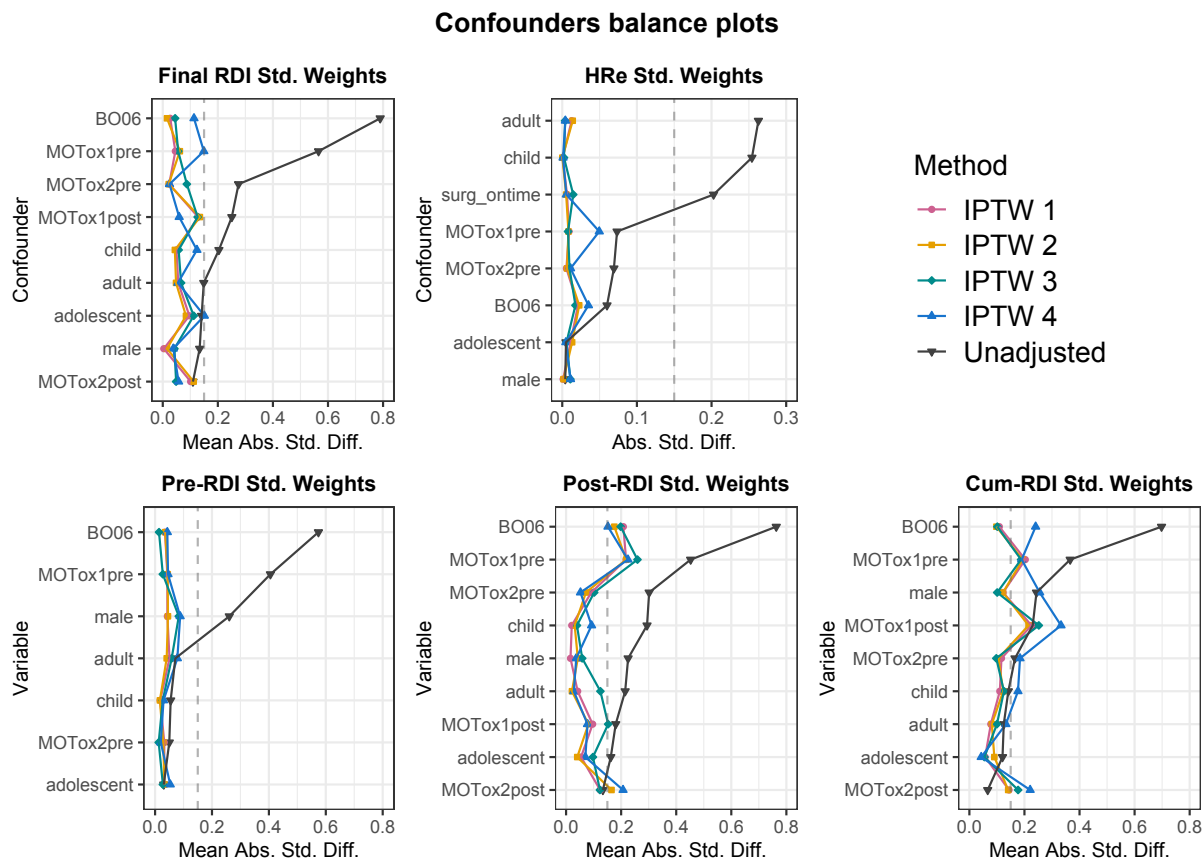 Confounders balance plots
Final RDI Std. Weights
Confounder
BO06
MOTox1pre
MOTox2pre
MOTox1post
child
adult
adolescent
male
MOTox2post
0.0 0.2 0.4 0.6 0.8
Mean Abs. Std. Diff.
HRe Std. Weights
Confounder
adult
child
surg_ontime
MOTox1pre
MOTox2pre
BO06
adolescent
male
0.0 0.1 0.2 0.3
Abs. Std. Diff.
Method
IPTW 1
IPTW 2
IPTW 3
IPTW 4
Unadjusted
Pre-RDI Std. Weights
Variable
BO06
MOTox1pre
male
adult
child
MOTox2pre
adolescent
0.0 0.2 0.4 0.6 0.8
Mean Abs. Std. Diff.
Post-RDI Std. Weights
Variable
BO06
MOTox1pre
MOTox2pre
child
male
adult
MOTox1post
adolescent
MOTox2post
0.0 0.2 0.4 0.6 0.8
Mean Abs. Std. Diff.
Cum-RDI Std. Weights
Variable
BO06
MOTox1pre
male
MOTox1post
MOTox2pre
child
adult
adolescent
MOTox2post
0.0 0.2 0.4 0.6 0.8
Mean Abs. Std. Diff.